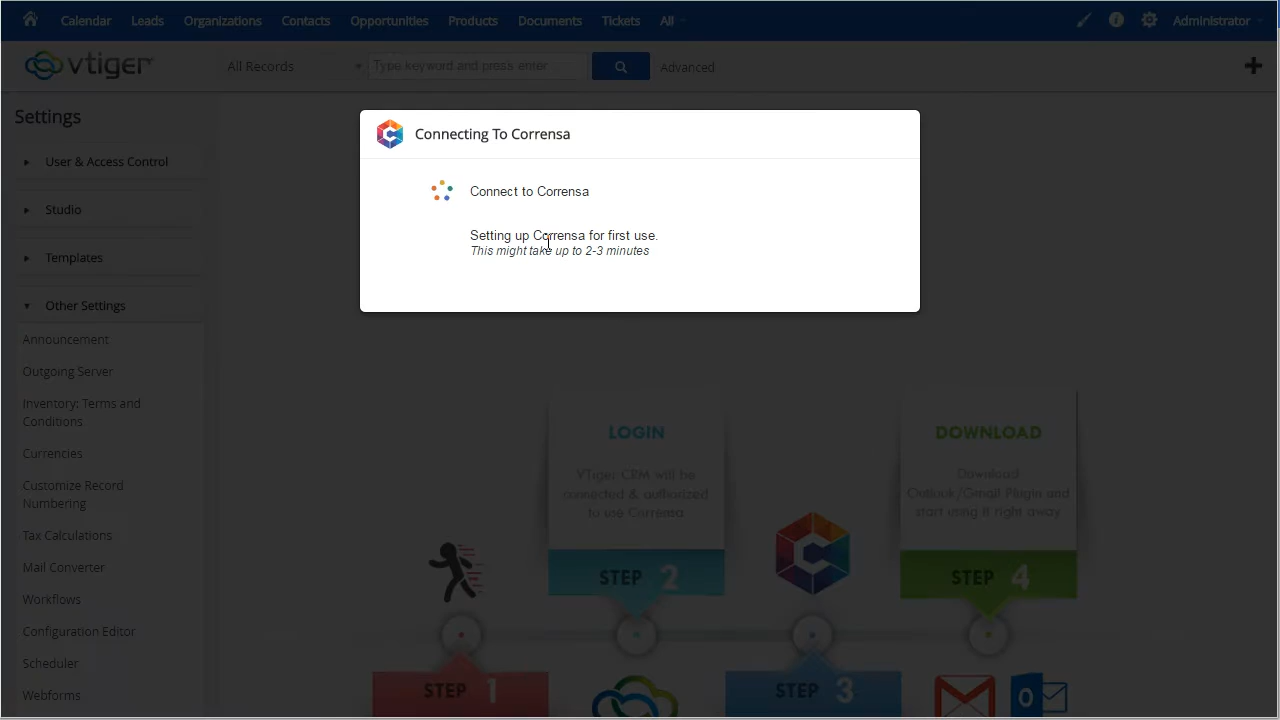 Calendar Leads Organizations Contacts Opportunities Products Documents Tickets All Administrator
vtiger All Records Type keyword and press enter Advanced
Settings
User & Access Control
Studio
Templates
Other Settings
Announcement
Outgoing Server
Inventory: Terms and
Conditions
Currencies
Customize Record
Numbering
Tax Calculations
Mail Converter
Workflows
Configuration Editor
Scheduler
Webforms
Connecting To Corrensa
Connect to Corrensa
Setting up Corrensa for first use.
This might take up to 2-3 minutes
LOGIN
VTiger CRM will be
connected & authorized
to use Corrensa
STEP 2
DOWNLOAD
Download
Outlook/Gmail Plugin and
start using it right away
STEP 4
STEP 1
STEP 3